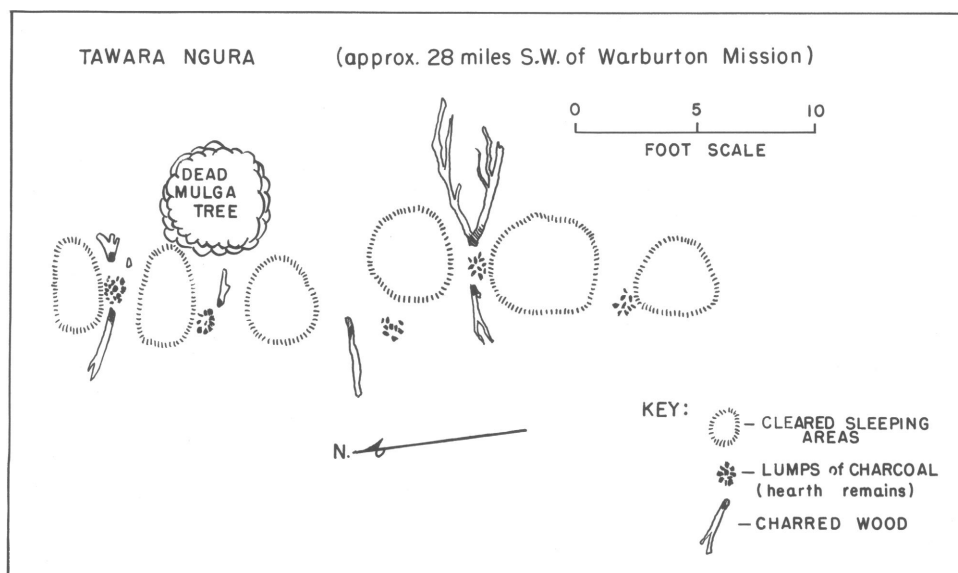 TAWARA NGURA (approx. 28 miles S.W. of Warburton Mission)
0 5 10
FOOT SCALE
DEAD
MULGA
TREE
N.
KEY:
– CLEARED SLEEPING
AREAS
– LUMPS of CHARCOAL
(hearth remains)
– CHARRED WOOD